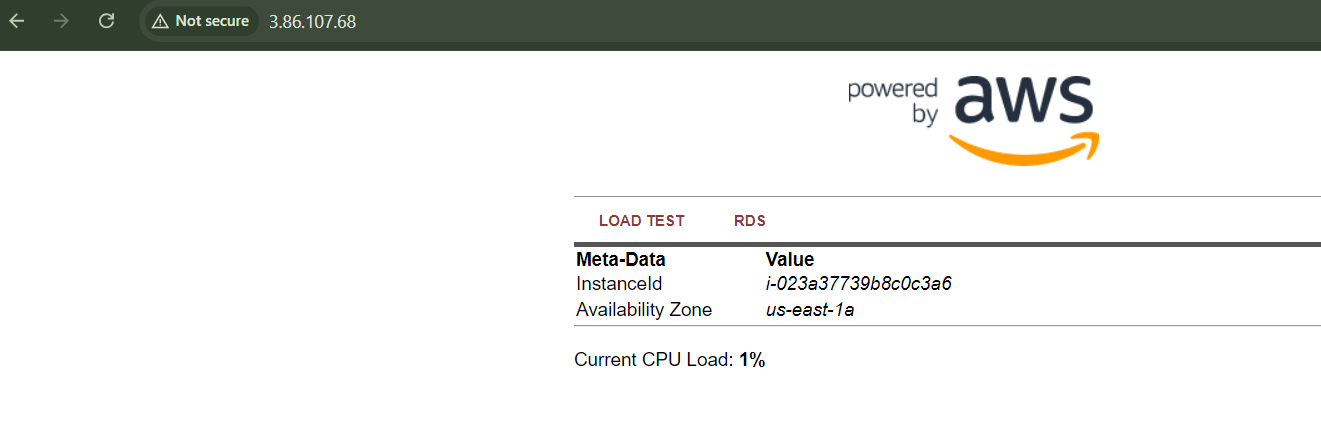 Not secure 3.86.107.68
powered
by aws
LOAD TEST RDS
Meta-Data Value
InstanceId i-023a37739b8c0c3a6
Availability Zone us-east-1a
Current CPU Load: 1%